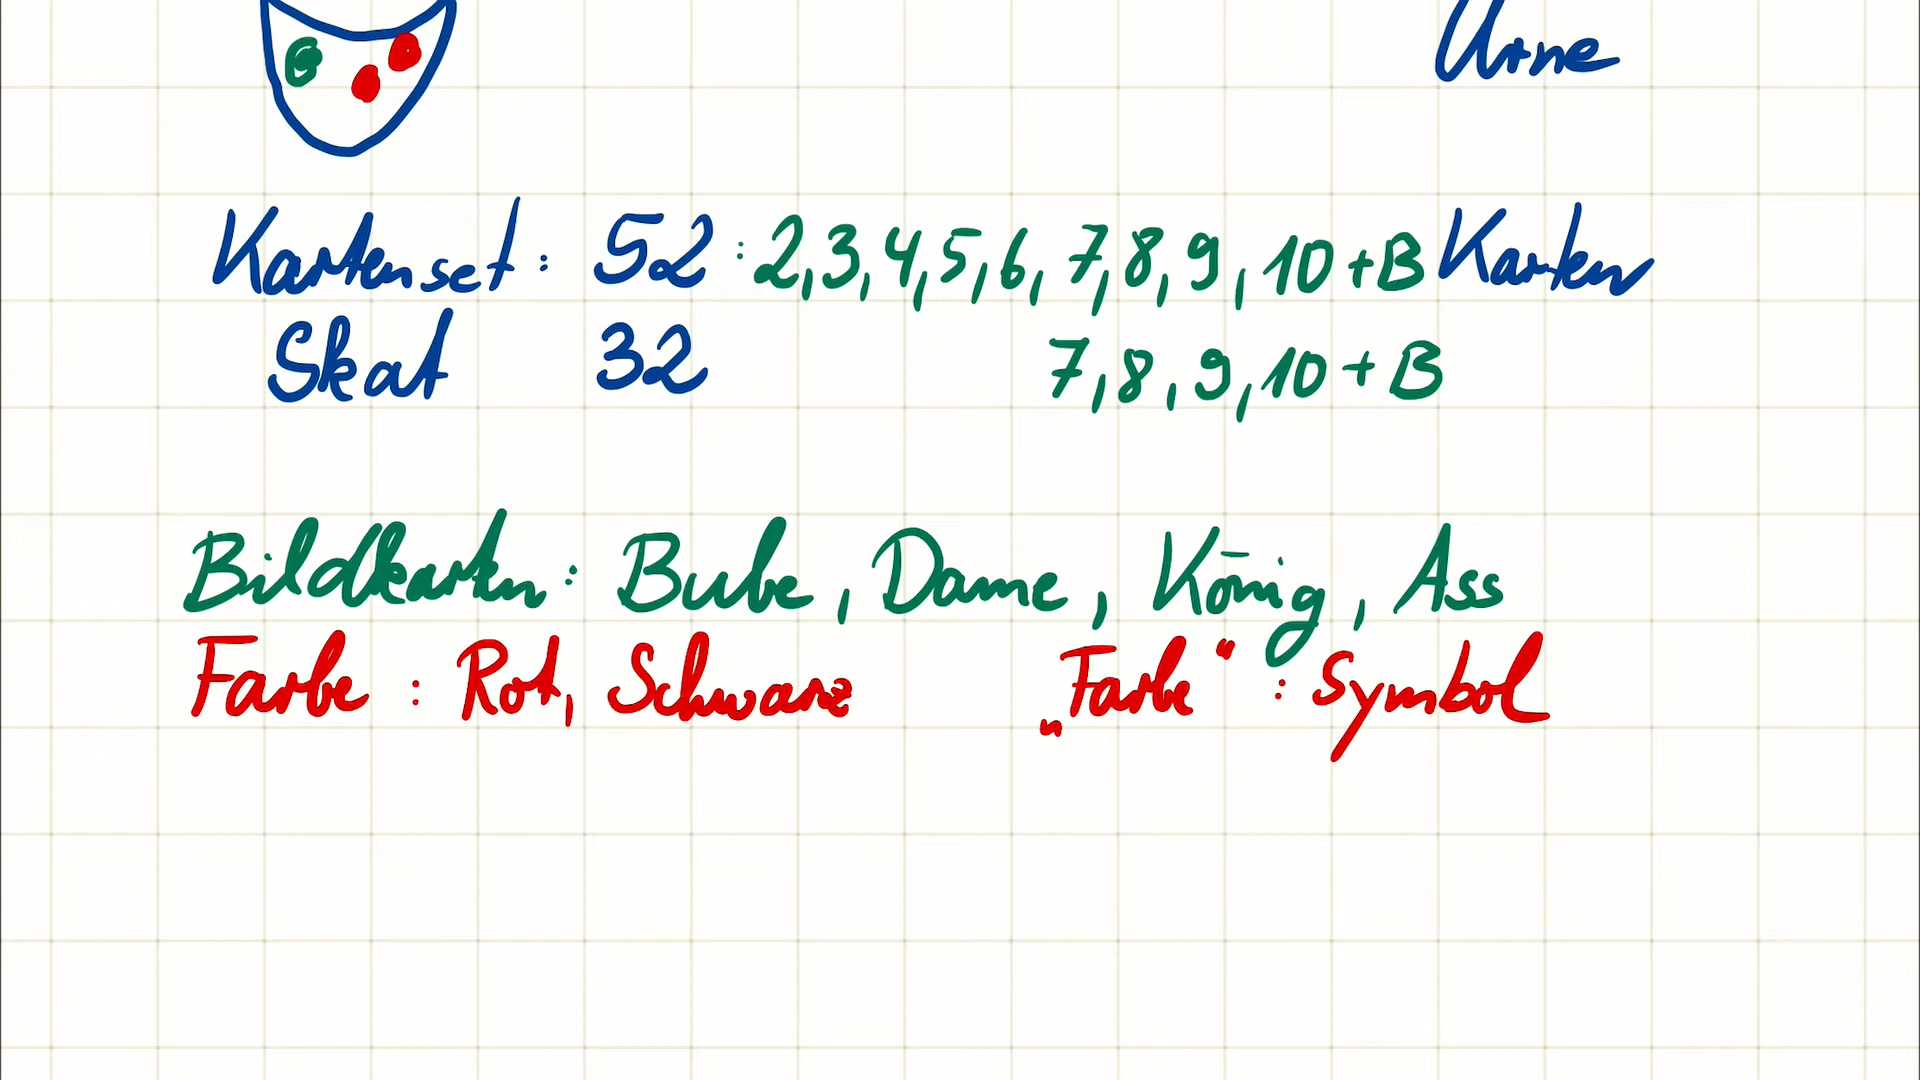 Urne
Kartenset: 52: 2,3,4,5,6,7,8,9,10+B Karten
Skat 32 7,8,9,10+B
Bildkarten: Bube, Dame, König, Ass
Farbe: Rot, Schwarz „Farbe“: Symbol